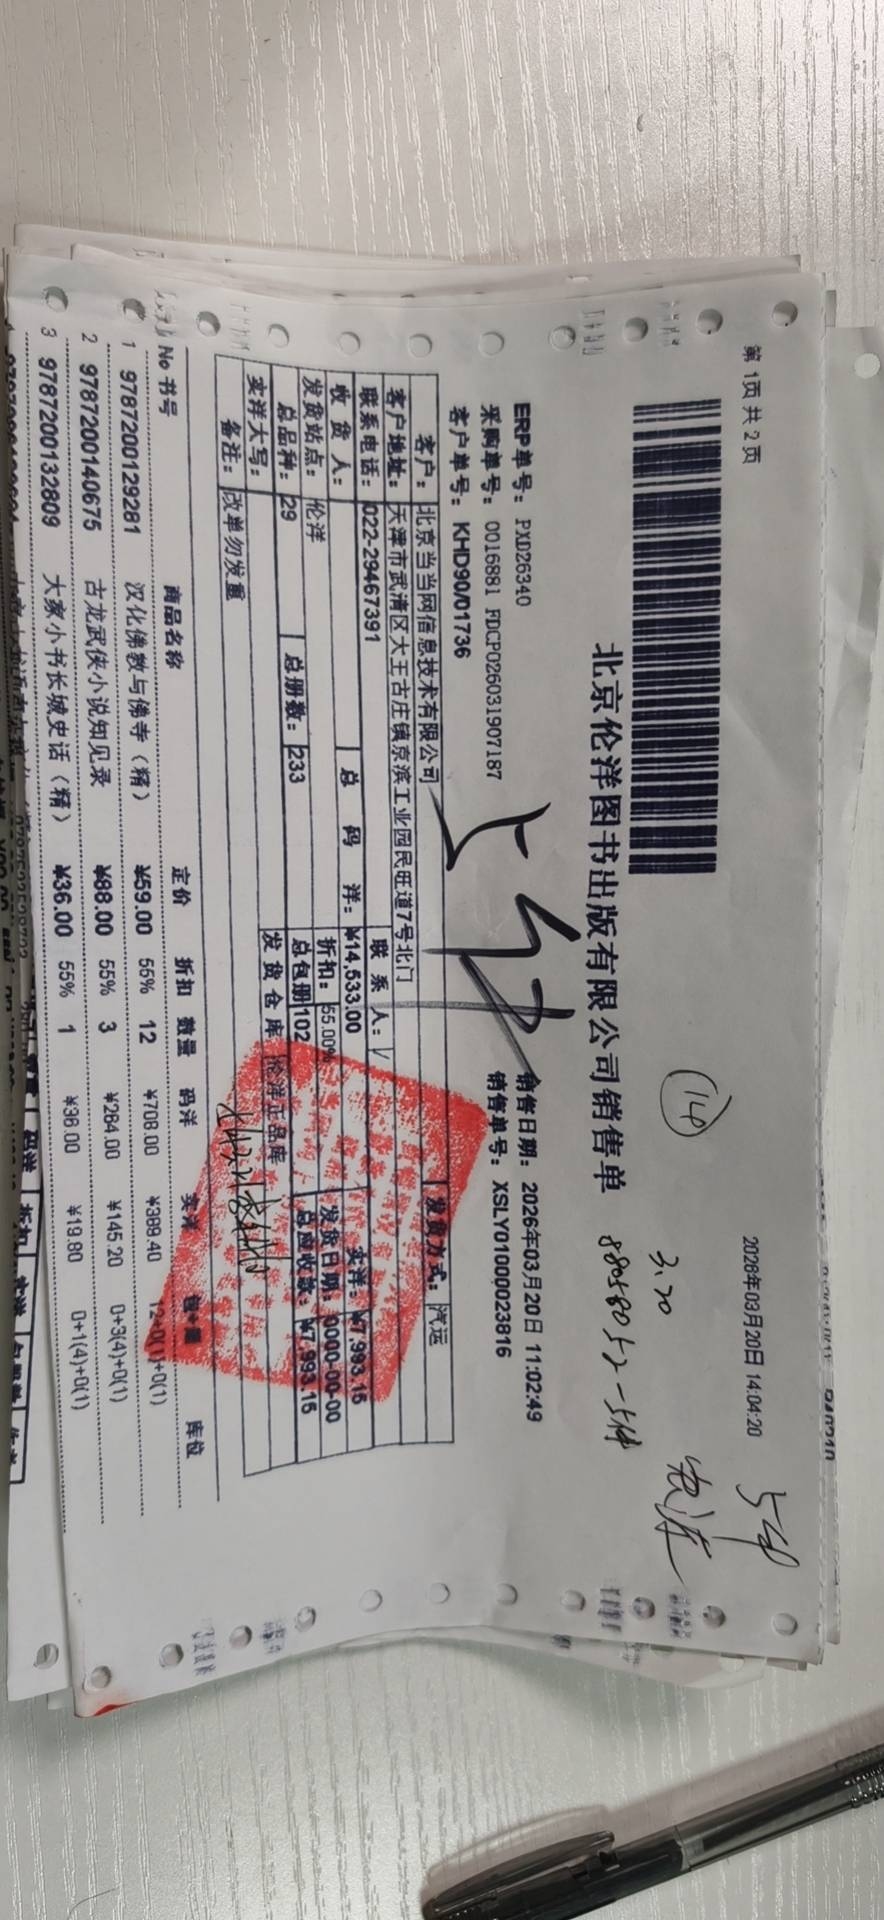 第 1页 共 2 页
2026年03月20日 14:04:20
5件
北京伦洋图书出版有限公司销售单
14
3.20
88088052-5件
ERP单号： PXD26340
销售日期： 2026年03月20日 11:02:49
采购单号： 0016881 FDCP026031907187
销售单号： XSLY01000023816
客户单号： KHD90/01736
5件
客户： 北京当当网信息技术有限公司
发货方式： 汽运
客户地址： 天津市武清区大王古庄镇京滨工业园民旺道7号北门
联系电话： 022-29467391
联 系 人：
收 货 人：
总 码 洋： ¥14,533.00
实洋： ¥7,993.15
发货站点： 伦洋
折扣： 55.00%
发货日期： 0000-00-00
总品种： 29
总册数： 233
总包册 102
总应收款： ¥7,993.15
实洋大写：
发货仓库 伦洋正品库
备注： 改单勿发重
No 书号 商品名称 定价 折扣 数量 码洋 实洋 包+册 库位
1 9787200129281 汉化佛教与佛寺（精） ¥59.00 55% 12 ¥708.00 ¥389.40 12+0(1)+0(1)
2 9787200140675 古龙武侠小说知见录 ¥88.00 55% 3 ¥264.00 ¥145.20 0+3(4)+0(1)
3 9787200132809 大家小书长城史话（精） ¥36.00 55% 1 ¥36.00 ¥19.80 0+1(4)+0(1)